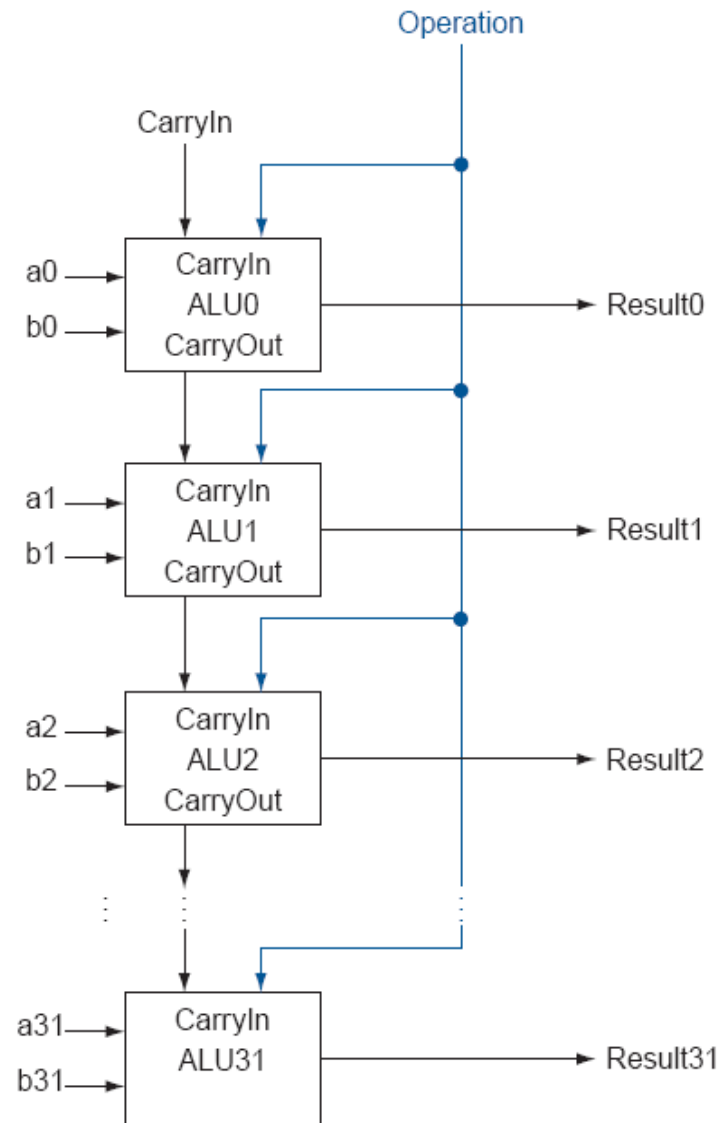 Operation
CarryIn
a0
b0
CarryIn
ALU0
CarryOut
Result0
a1
b1
CarryIn
ALU1
CarryOut
Result1
a2
b2
CarryIn
ALU2
CarryOut
Result2
a31
b31
CarryIn
ALU31
Result31